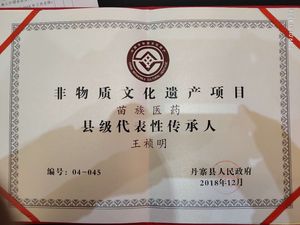 非物质文化遗产项目
苗族医药
县级代表性传承人
王祯明
编号：04-045
丹寨县人民政府
2018年12月